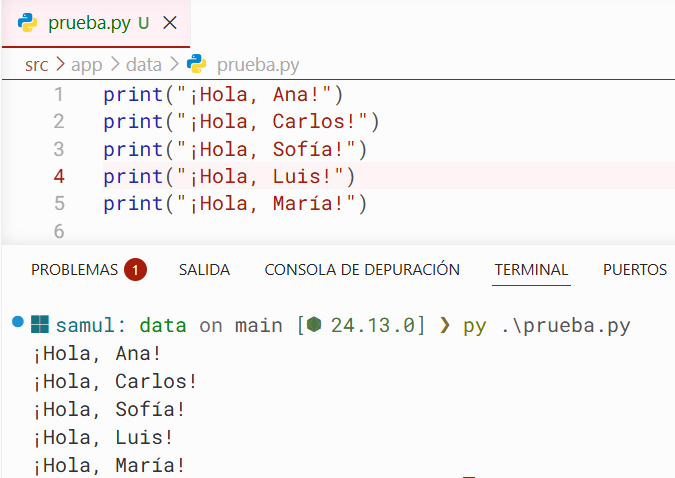 prueba.py U ×
src > app > data > prueba.py
1 print("¡Hola, Ana!")
2 print("¡Hola, Carlos!")
3 print("¡Hola, Sofía!")
4 print("¡Hola, Luis!")
5 print("¡Hola, María!")
6
PROBLEMAS 1 SALIDA CONSOLA DE DEPURACIÓN TERMINAL PUERTOS
samul: data on main [⬢ 24.13.0] ❯ py .\prueba.py
¡Hola, Ana!
¡Hola, Carlos!
¡Hola, Sofía!
¡Hola, Luis!
¡Hola, María!